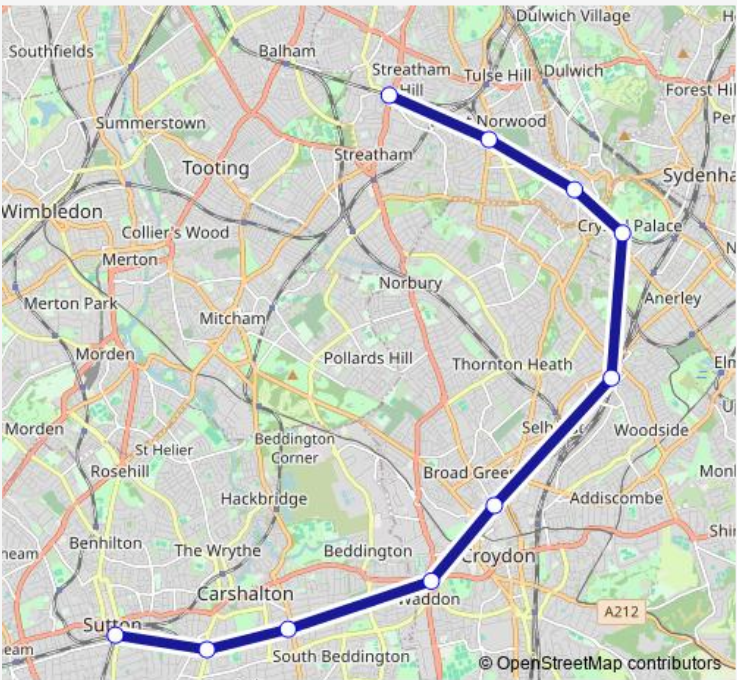 Dulwich Village
Southfields
Balham
Streatham
Hill
Tulse Hill
Dulwich
Forest Hil
Summerstown
Norwood
Tooting
Streatham
Sydenha
Wimbledon
Collier's Wood
Palace
Merton
Norbury
Anerley
Merton Park
Mitcham
Morden
Pollards Hill
Thornton Heath
Morden
Woodside
St Helier
Beddington
Corner
Rosehill
Broad Gree
Hackbridge
Addiscombe
Benhilton
The Wrythe
Beddington
Croydon
Carshalton
Waddon
A212
Sutton
South Beddington
© OpenStreetMap contributors